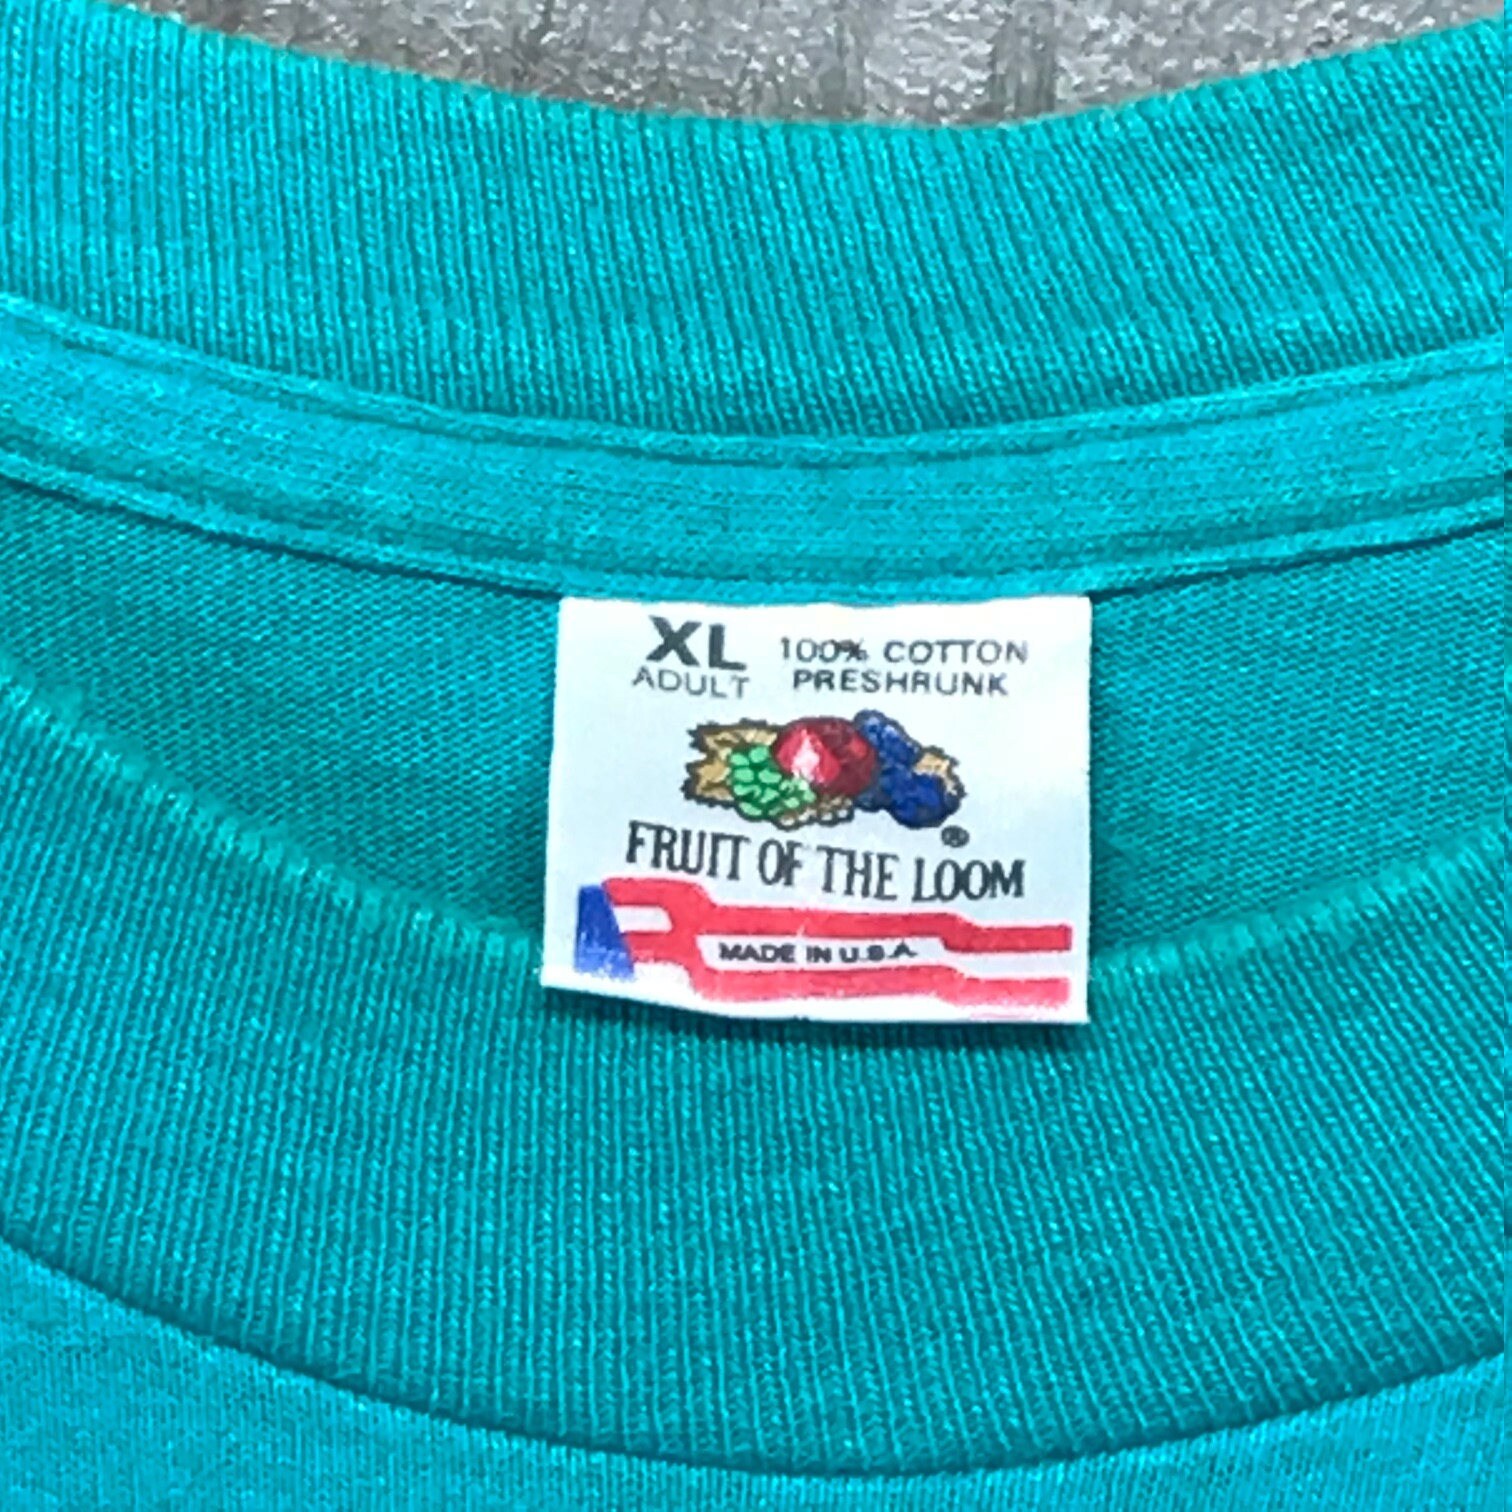 XL 100% COTTON
ADULT PRESHRUNK
FRUIT OF THE LOOM®
MADE IN U.S.A.